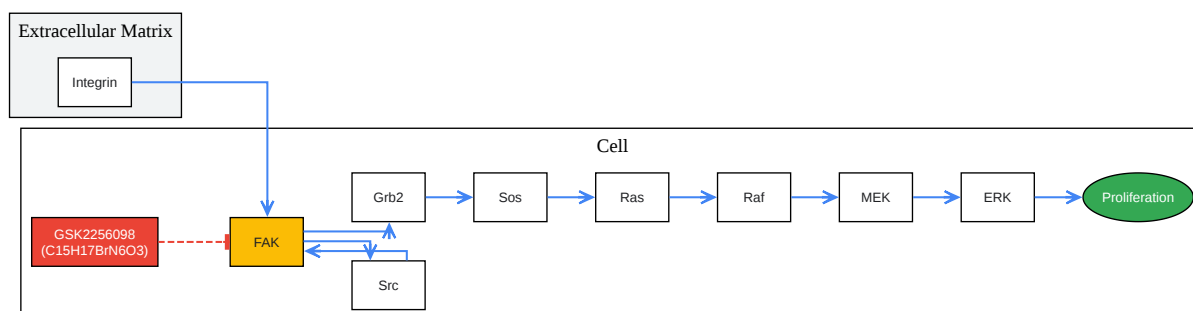 Extracellular Matrix
Integrin
Cell
Grb2
Sos
Ras
Raf
MEK
ERK
Proliferation
GSK2256098
(C15H17BrN6O3)
FAK
Src